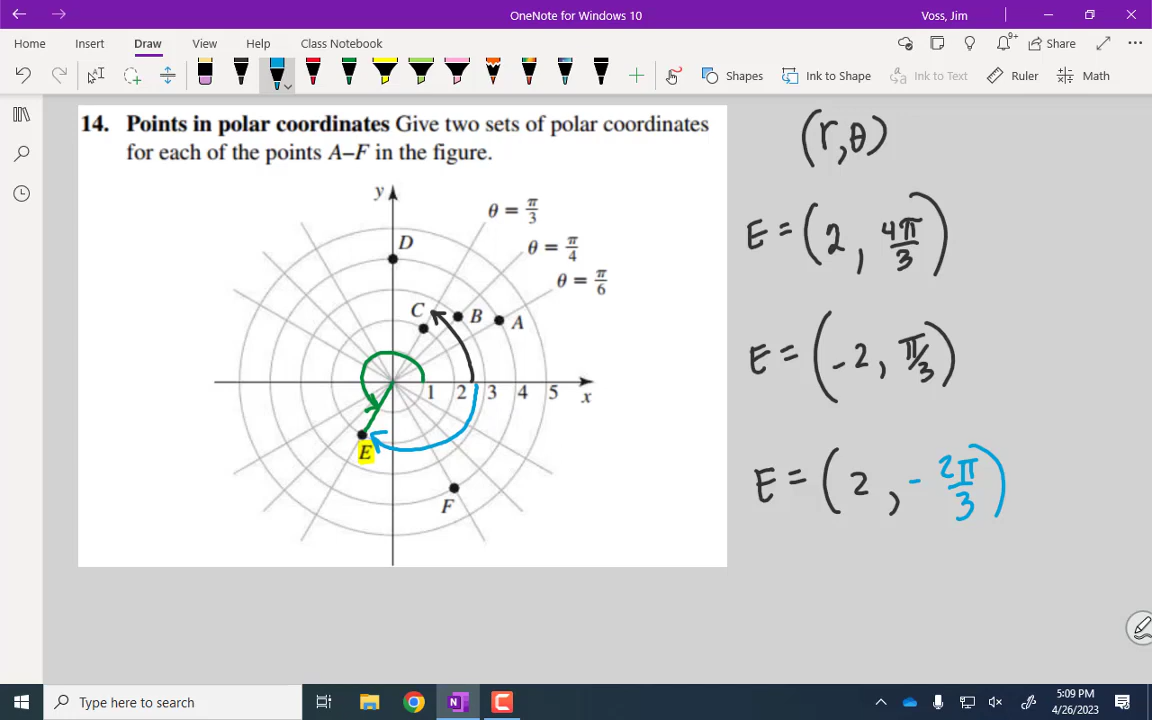 OneNote for Windows 10
Voss, Jim
Home Insert Draw View Help Class Notebook
9+
Share
Shapes Ink to Shape Ink to Text Ruler Math
14. Points in polar coordinates Give two sets of polar coordinates
for each of the points A–F in the figure.
(r, θ)
y
θ = π/3
D
θ = π/4
θ = π/6
E = (2, 4π/3)
C B A
E = (-2, π/3)
1 2 3 4 5 x
E
E = (2, -2π/3)
F
Type here to search
5:09 PM
4/26/2023